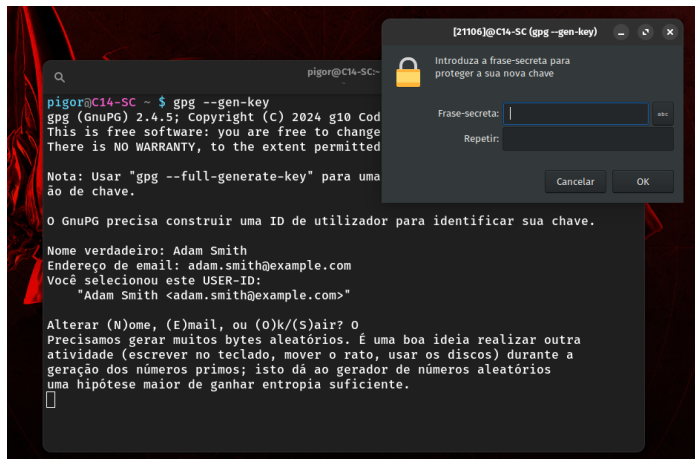 [21106]@C14-SC (gpg --gen-key)
Introduza a frase-secreta para
proteger a sua nova chave
Frase-secreta:
abc
Repetir:
Cancelar
OK
pigor@C14-SC:~
pigor@C14-SC ~ $ gpg --gen-key
gpg (GnuPG) 2.4.5; Copyright (C) 2024 g10 Cod
This is free software: you are free to change
There is NO WARRANTY, to the extent permitted
Nota: Usar "gpg --full-generate-key" para uma
ão de chave.
O GnuPG precisa construir uma ID de utilizador para identificar sua chave.
Nome verdadeiro: Adam Smith
Endereço de email: adam.smith@example.com
Você selecionou este USER-ID:
"Adam Smith <adam.smith@example.com>"
Alterar (N)ome, (E)mail, ou (O)k/(S)air? O
Precisamos gerar muitos bytes aleatórios. É uma boa ideia realizar outra
atividade (escrever no teclado, mover o rato, usar os discos) durante a
geração dos números primos; isto dá ao gerador de números aleatórios
uma hipótese maior de ganhar entropia suficiente.